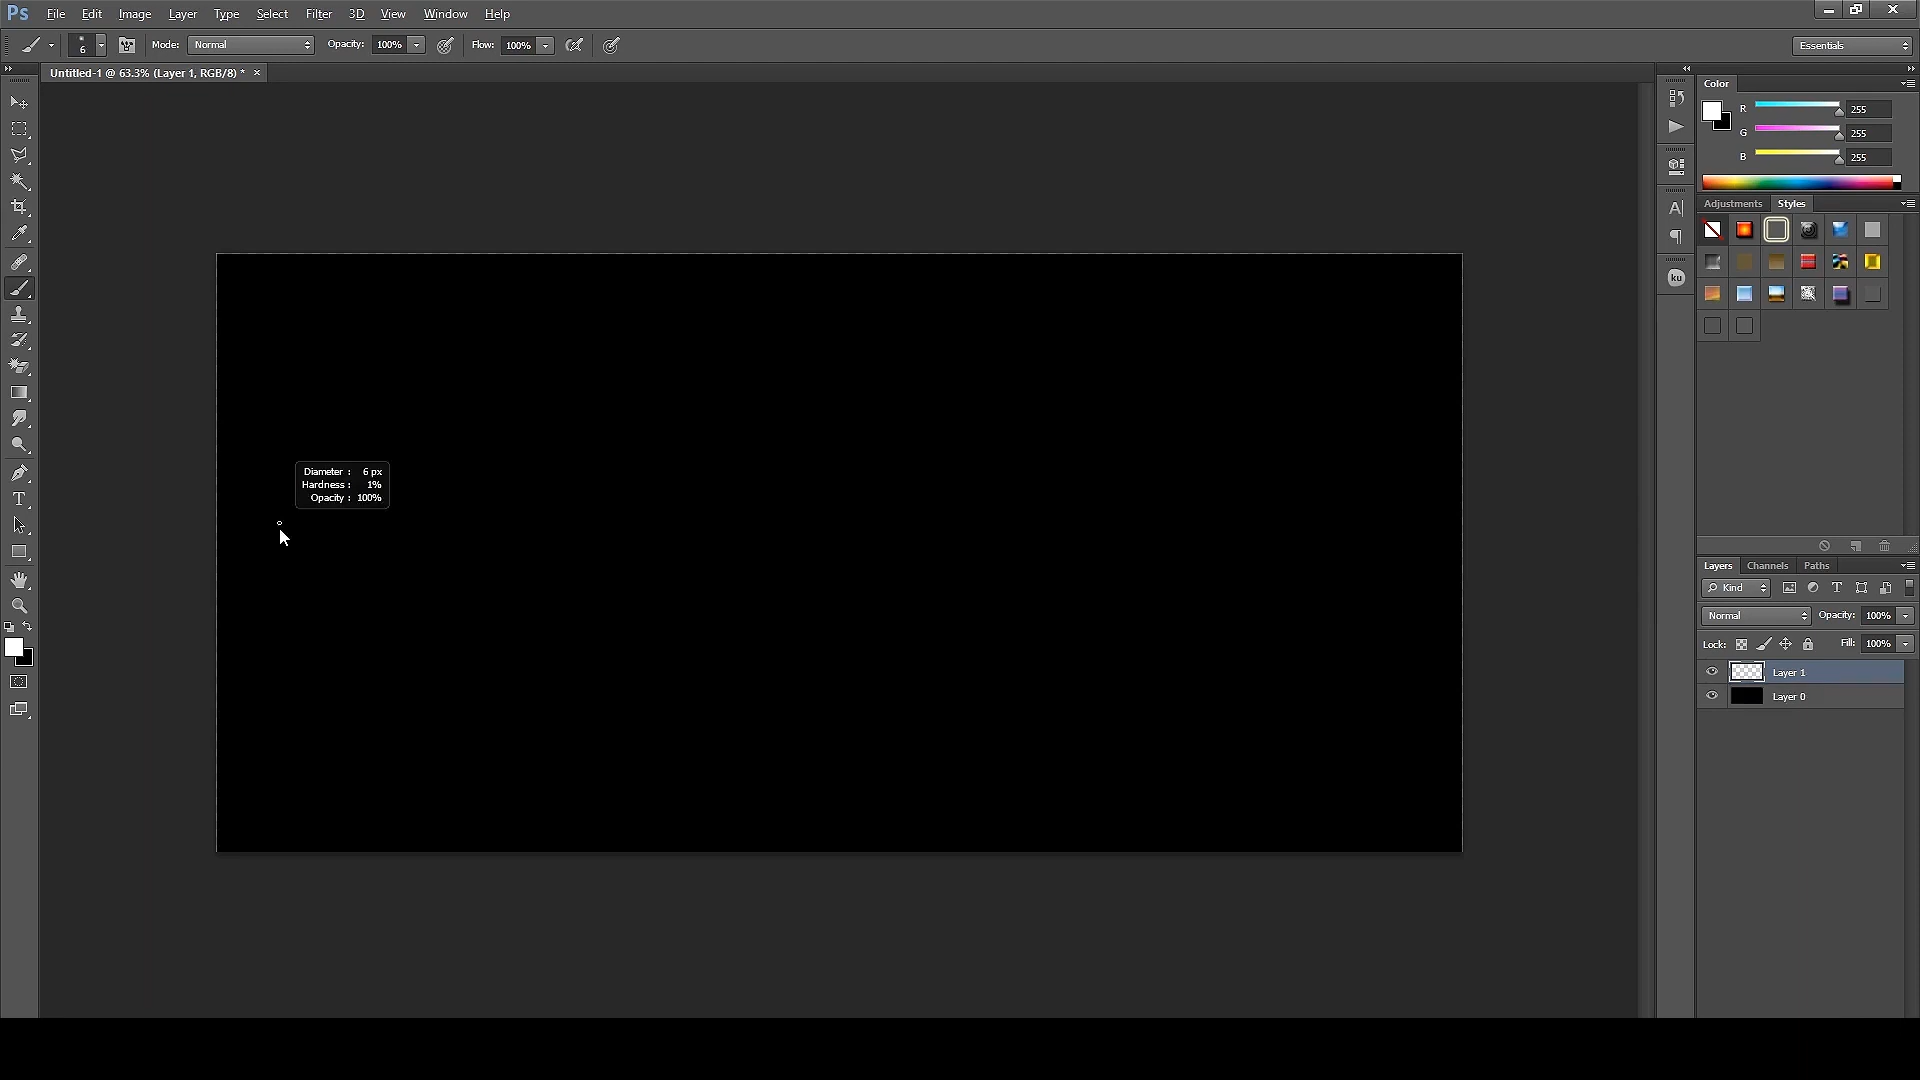 Ps File Edit Image Layer Type Select Filter 3D View Window Help
6 Mode: Normal Opacity: 100% Flow: 100% Essentials
Untitled-1 @ 63.3% (Layer 1, RGB/8) * ×
Color
R 255
G 255
B 255
Adjustments Styles
A|
ku
Diameter : 6 px
Hardness : 1%
Opacity : 100%
T
Layers Channels Paths
Kind T
Normal Opacity: 100%
Lock: Fill: 100%
Layer 1
Layer 0